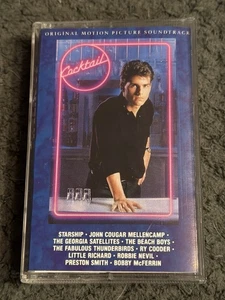 ORIGINAL MOTION PICTURE SOUNDTRACK
Cocktail
STARSHIP • JOHN COUGAR MELLENCAMP •
THE GEORGIA SATELLITES • THE BEACH BOYS •
THE FABULOUS THUNDERBIRDS • RY COODER •
LITTLE RICHARD • ROBBIE NEVIL •
PRESTON SMITH • BOBBY McFERRIN